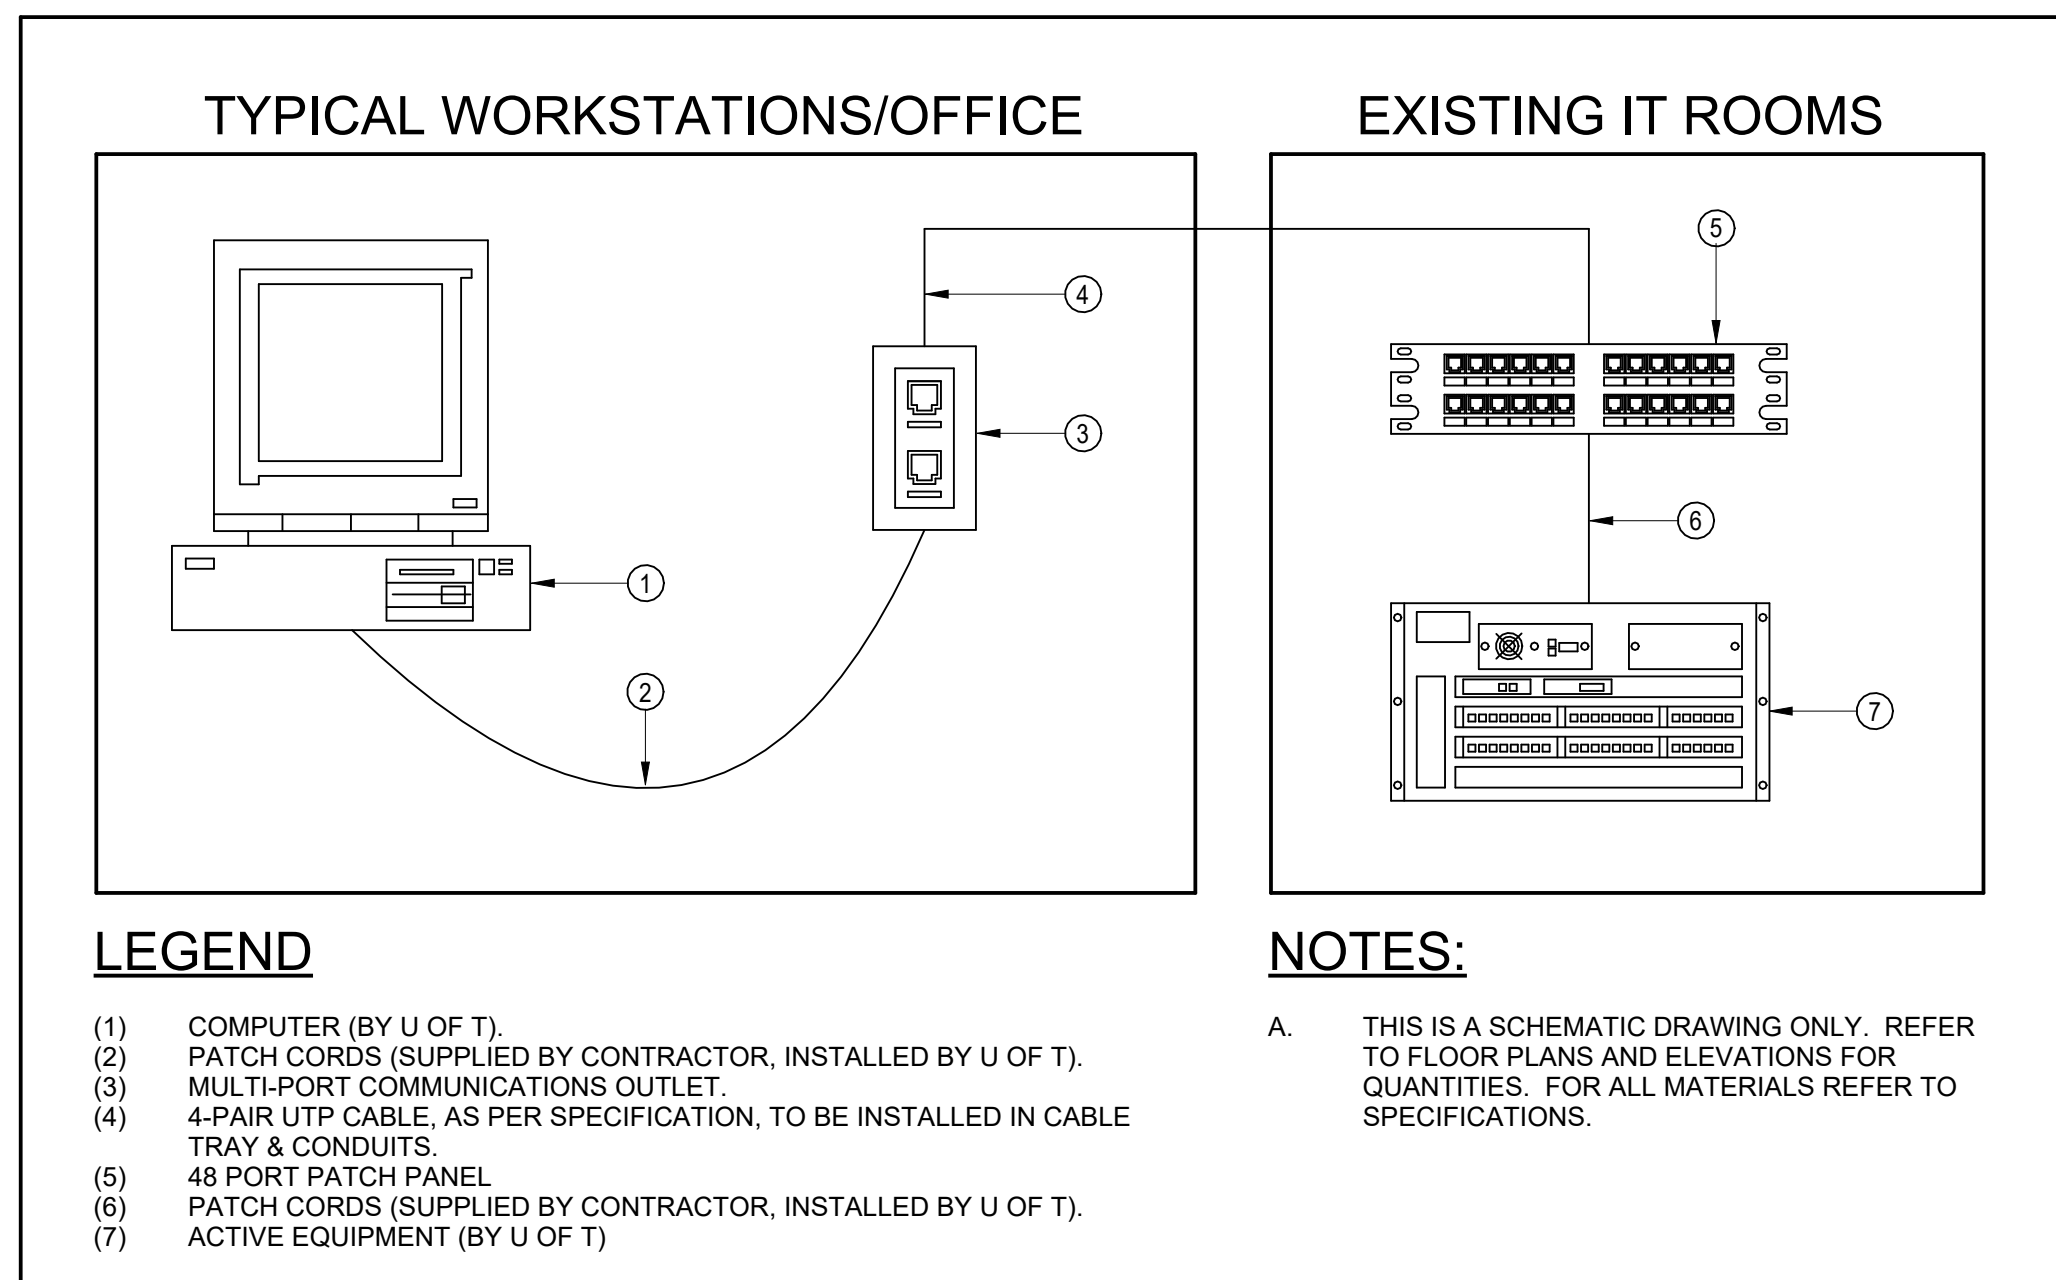 TYPICAL WORKSTATIONS/OFFICE
EXISTING IT ROOMS
5
4
3
6
1
2
7
LEGEND
(1) COMPUTER (BY U OF T).
(2) PATCH CORDS (SUPPLIED BY CONTRACTOR, INSTALLED BY U OF T).
(3) MULTI-PORT COMMUNICATIONS OUTLET.
(4) 4-PAIR UTP CABLE, AS PER SPECIFICATION, TO BE INSTALLED IN CABLE
TRAY & CONDUITS.
(5) 48 PORT PATCH PANEL
(6) PATCH CORDS (SUPPLIED BY CONTRACTOR, INSTALLED BY U OF T).
(7) ACTIVE EQUIPMENT (BY U OF T)
NOTES:
A. THIS IS A SCHEMATIC DRAWING ONLY. REFER
TO FLOOR PLANS AND ELEVATIONS FOR
QUANTITIES. FOR ALL MATERIALS REFER TO
SPECIFICATIONS.